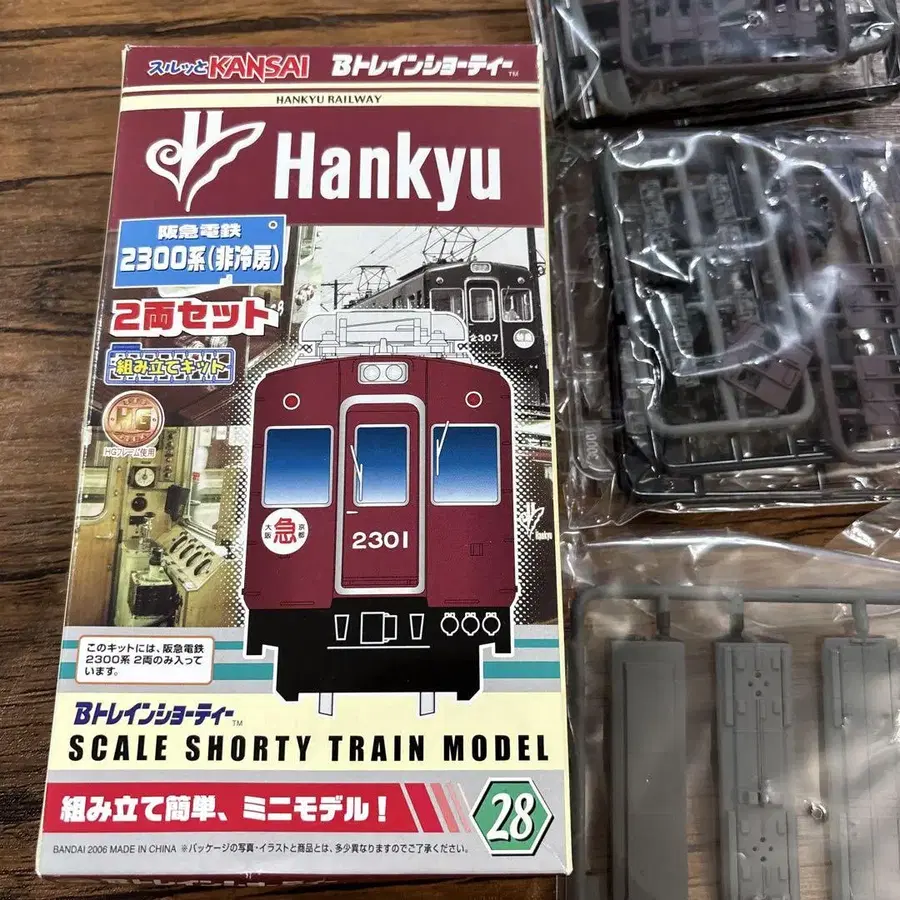 スルッとKANSAI Bトレインショーティー™
HANKYU RAILWAY
Hankyu
阪急電鉄
2300系(非冷房)
2両セット
組み立てキット
HG
HGフレーム使用
2307
大阪 急 京都
2301
Hankyu
このキットには、阪急電鉄
2300系 2両のみ入って
います。
Bトレインショーティー™
SCALE SHORTY TRAIN MODEL
組み立て簡単、ミニモデル!
28
BANDAI 2006 MADE IN CHINA ※パッケージの写真・イラストと商品とは、多少異なりますのでご了承ください。